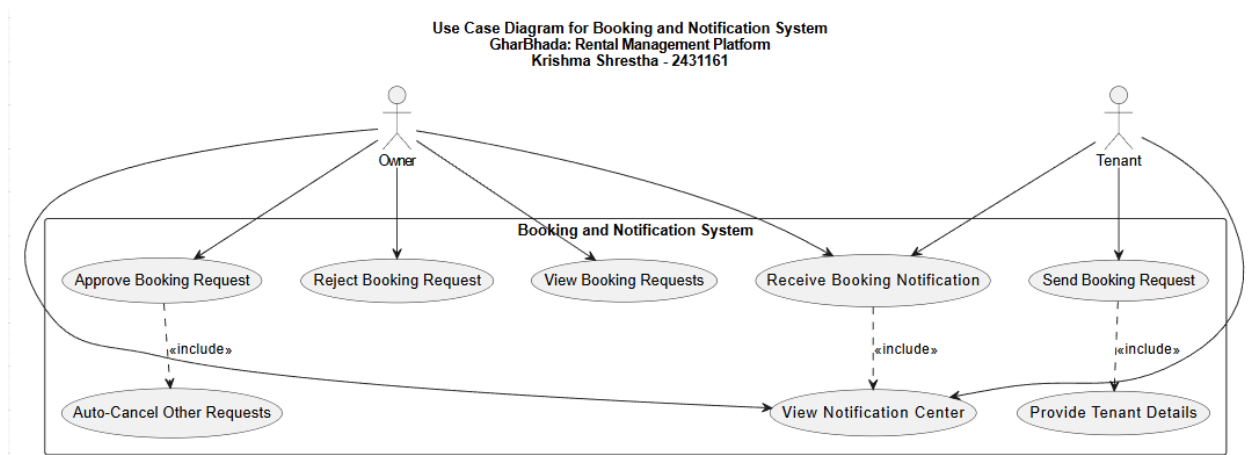 Use Case Diagram for Booking and Notification System
GharBhada: Rental Management Platform
Krishma Shrestha - 2431161
Owner
Tenant
Booking and Notification System
Approve Booking Request
Reject Booking Request
View Booking Requests
Receive Booking Notification
Send Booking Request
«include»
«include»
«include»
Auto-Cancel Other Requests
View Notification Center
Provide Tenant Details